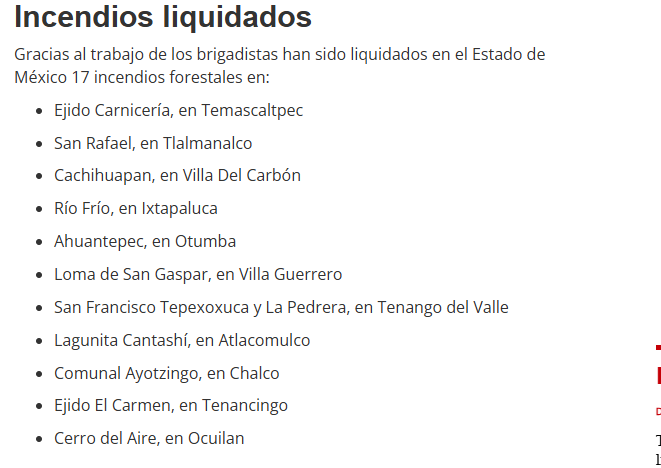 Incendios liquidados
Gracias al trabajo de los brigadistas han sido liquidados en el Estado de
México 17 incendios forestales en:
• Ejido Carnicería, en Temascaltpec
• San Rafael, en Tlalmanalco
• Cachihuapan, en Villa Del Carbón
• Río Frío, en Ixtapaluca
• Ahuantepec, en Otumba
• Loma de San Gaspar, en Villa Guerrero
• San Francisco Tepexoxuca y La Pedrera, en Tenango del Valle
• Lagunita Cantashí, en Atlacomulco
• Comunal Ayotzingo, en Chalco
• Ejido El Carmen, en Tenancingo
• Cerro del Aire, en Ocuilan